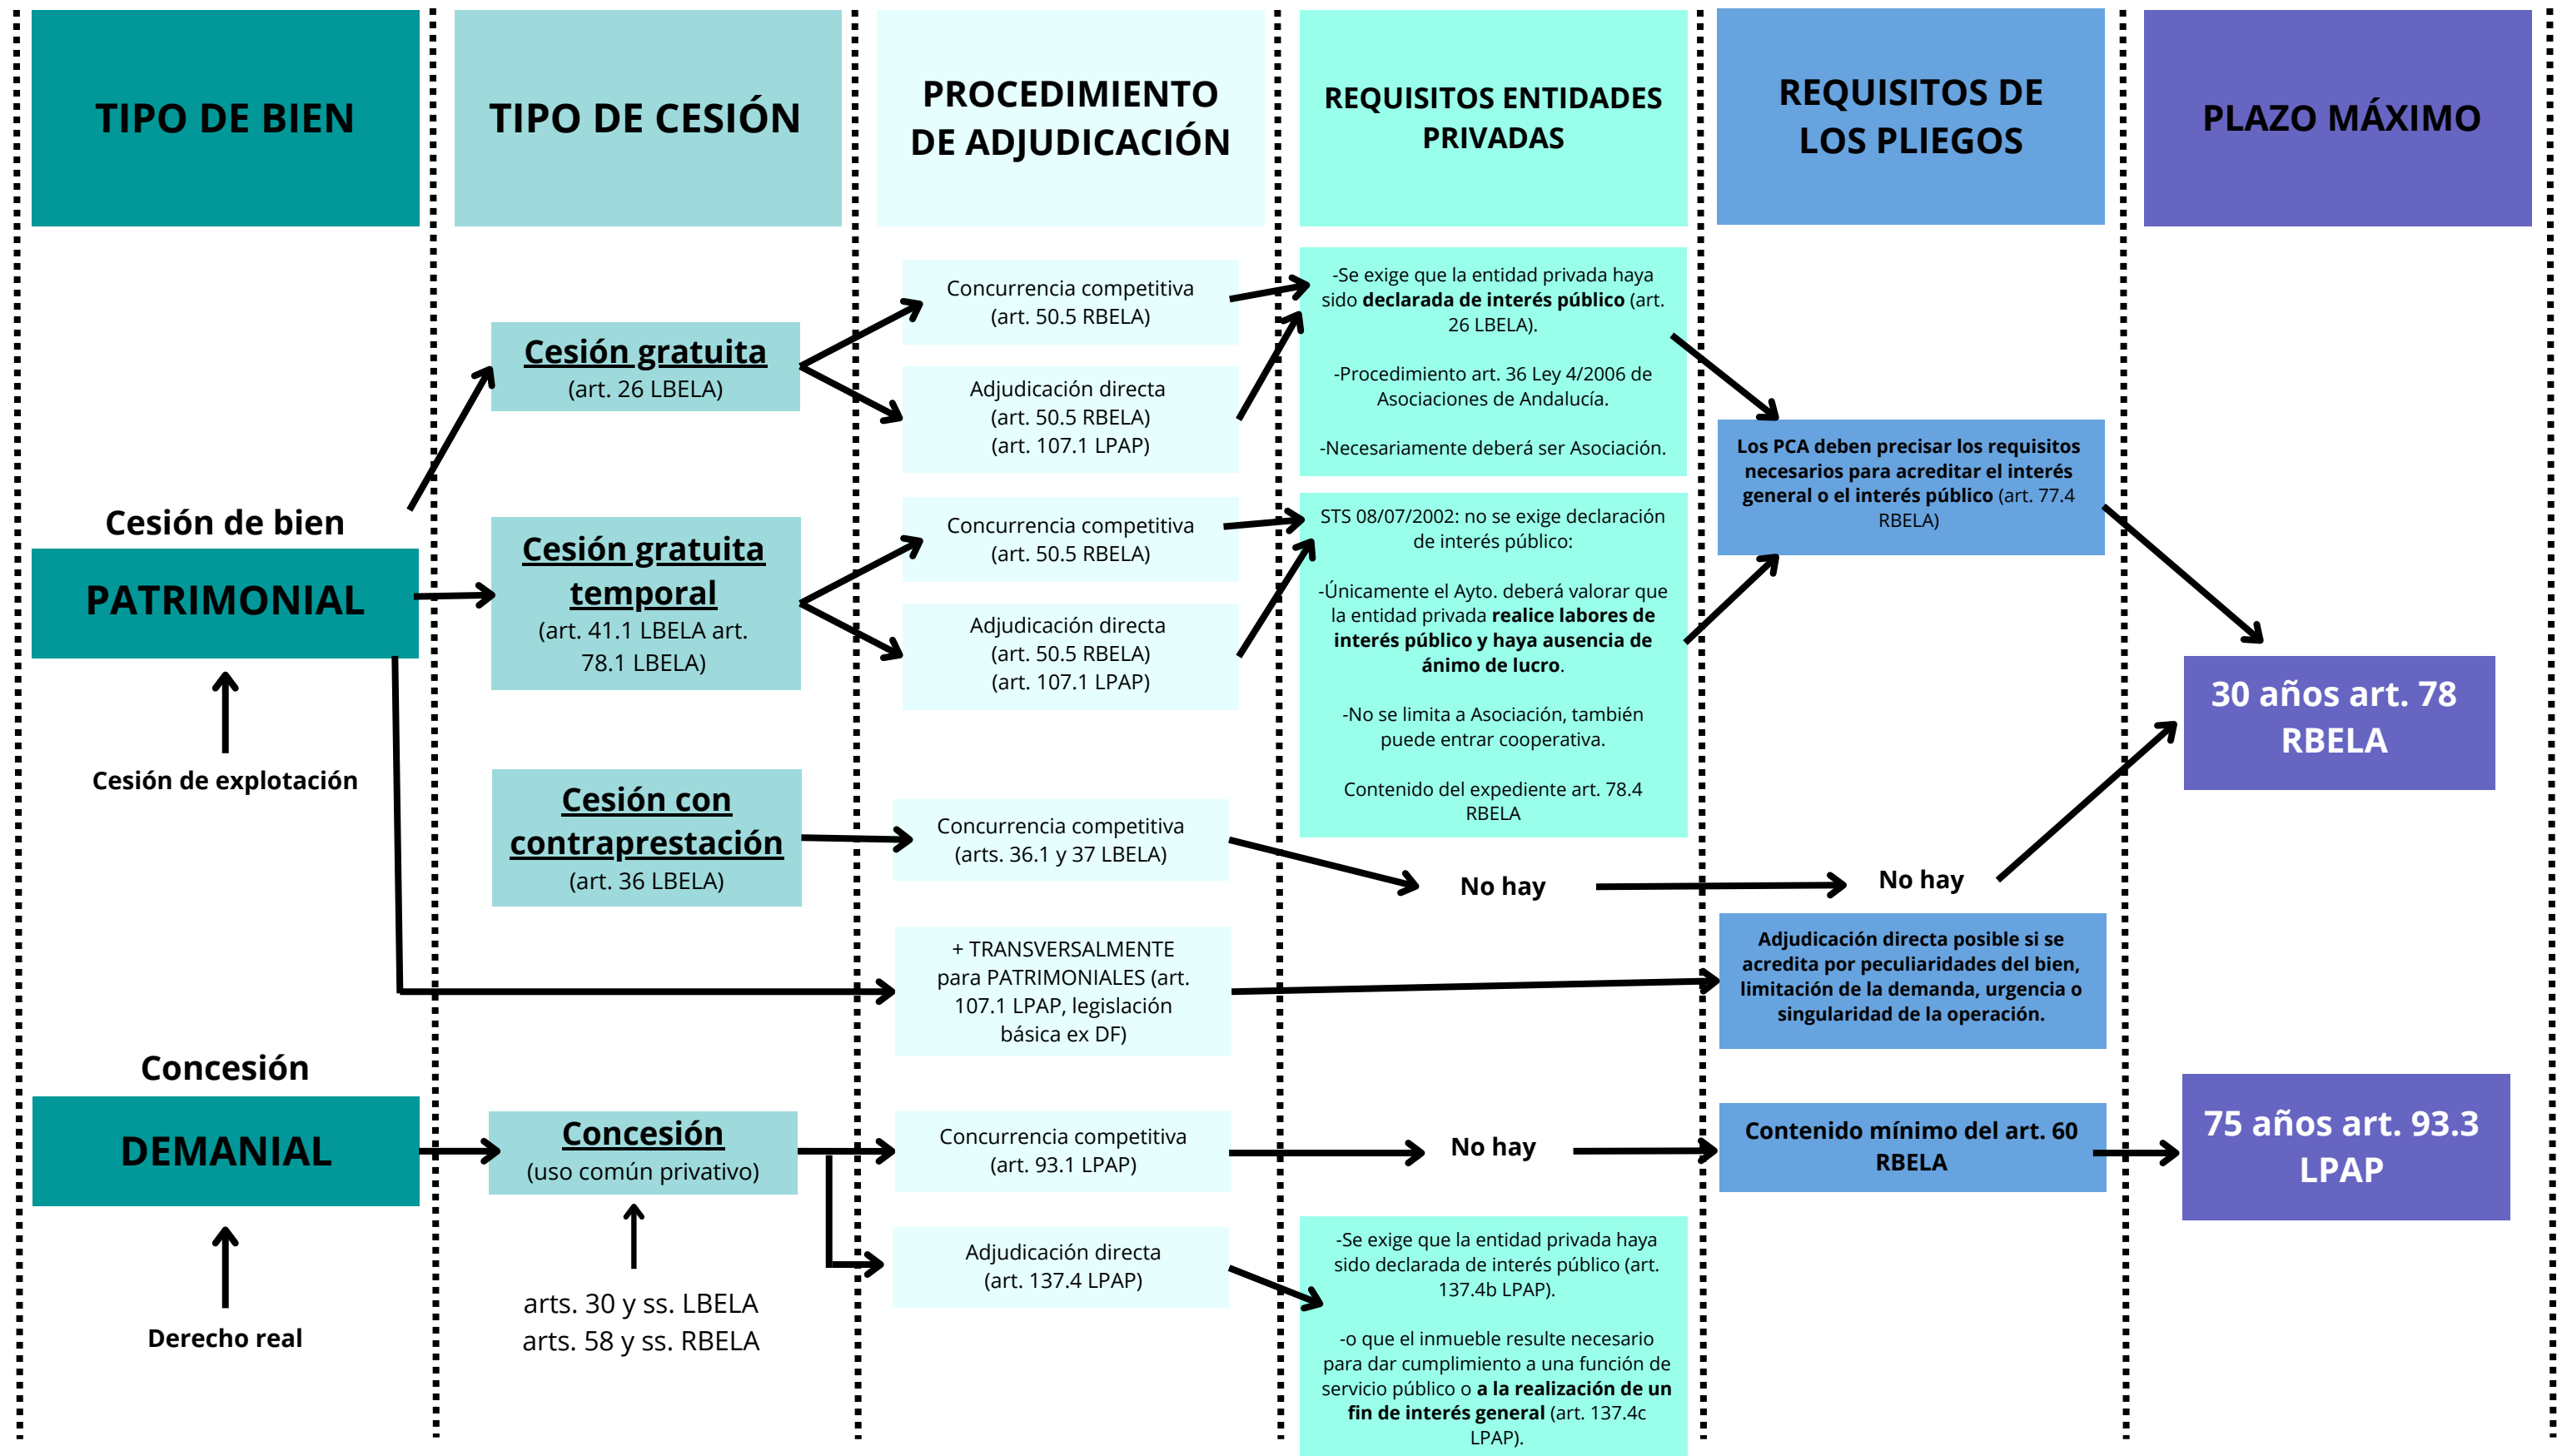 TIPO DE BIEN
TIPO DE CESIÓN
PROCEDIMIENTO
DE ADJUDICACIÓN
REQUISITOS ENTIDADES
PRIVADAS
REQUISITOS DE
LOS PLIEGOS
PLAZO MÁXIMO
Cesión de bien
PATRIMONIAL
Cesión de explotación
Cesión gratuita
(art. 26 LBELA)
Concurrencia competitiva
(art. 50.5 RBELA)
Adjudicación directa
(art. 50.5 RBELA)
(art. 107.1 LPAP)
-Se exige que la entidad privada haya
sido declarada de interés público (art.
26 LBELA).
-Procedimiento art. 36 Ley 4/2006 de
Asociaciones de Andalucía.
-Necesariamente deberá ser Asociación.
Cesión gratuita
temporal
(art. 41.1 LBELA art.
78.1 LBELA)
Concurrencia competitiva
(art. 50.5 RBELA)
Adjudicación directa
(art. 50.5 RBELA)
(art. 107.1 LPAP)
STS 08/07/2002: no se exige declaración
de interés público:
-Únicamente el Ayto. deberá valorar que
la entidad privada realice labores de
interés público y haya ausencia de
ánimo de lucro.
-No se limita a Asociación, también
puede entrar cooperativa.
Contenido del expediente art. 78.4
RBELA
Los PCA deben precisar los requisitos
necesarios para acreditar el interés
general o el interés público (art. 77.4
RBELA)
30 años art. 78
RBELA
Cesión con
contraprestación
(art. 36 LBELA)
Concurrencia competitiva
(arts. 36.1 y 37 LBELA)
No hay
No hay
+ TRANSVERSALMENTE
para PATRIMONIALES (art.
107.1 LPAP, legislación
básica ex DF)
Adjudicación directa posible si se
acredita por peculiaridades del bien,
limitación de la demanda, urgencia o
singularidad de la operación.
Concesión
DEMANIAL
Derecho real
Concesión
(uso común privativo)
arts. 30 y ss. LBELA
arts. 58 y ss. RBELA
Concurrencia competitiva
(art. 93.1 LPAP)
No hay
Contenido mínimo del art. 60
RBELA
75 años art. 93.3
LPAP
Adjudicación directa
(art. 137.4 LPAP)
-Se exige que la entidad privada haya
sido declarada de interés público (art.
137.4b LPAP).
-o que el inmueble resulte necesario
para dar cumplimiento a una función de
servicio público o a la realización de un
fin de interés general (art. 137.4c
LPAP).